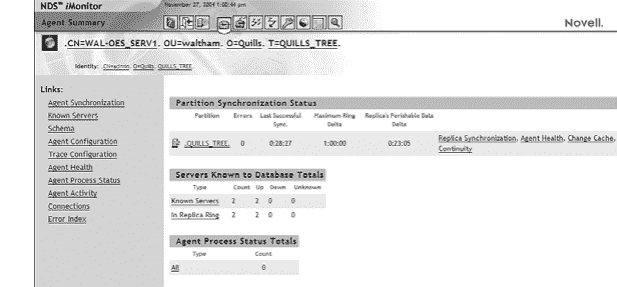 NDS™ iMonitor
November 27, 2004 1:00:44 pm
Agent Summary
Novell.
.CN=WAL-OES_SERV1. OU=waltham. O=Quills. T=QUILLS_TREE.
Identity: CN=admin. O=Quills. QUILLS_TREE.
Links:
Agent Synchronization
Known Servers
Schema
Agent Configuration
Trace Configuration
Agent Health
Agent Process Status
Agent Activity
Connections
Error Index
Partition Synchronization Status
Partition Errors Last Successful Sync. Maximum Ring Delta Replica's Perishable Data Delta
.QUILLS_TREE. 0 0:28:27 1:00:00 0:23:05 Replica Synchronization, Agent Health, Change Cache,
Continuity
Servers Known to Database Totals
Type Count Up Down Unknown
Known Servers 2 2 0 0
In Replica Ring 2 2 0 0
Agent Process Status Totals
Type Count
All 0